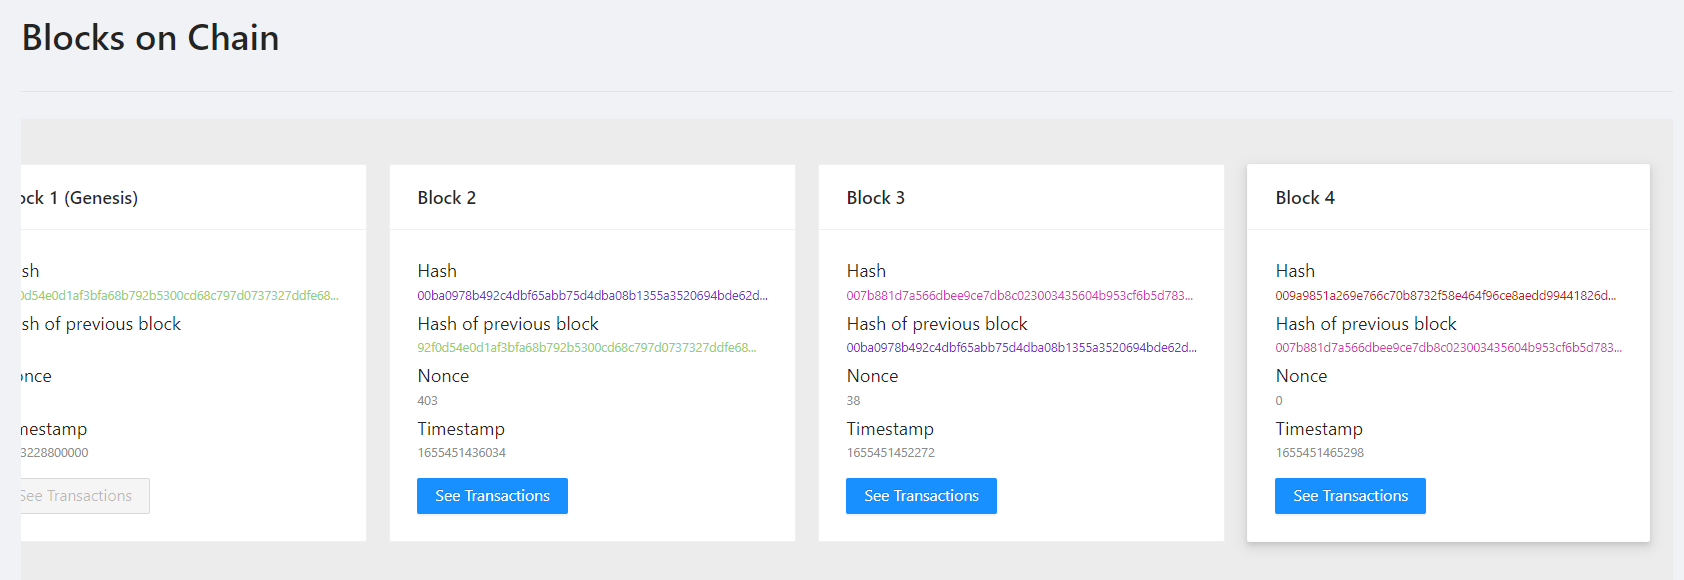 Blocks on Chain
ock 1 (Genesis)
sh
0d54e0d1af3bfa68b792b5300cd68c797d0737327ddfe68...
sh of previous block
once
nestamp
3228800000
See Transactions
Block 2
Hash
00ba0978b492c4dbf65abb75d4dba08b1355a3520694bde62d...
Hash of previous block
92f0d54e0d1af3bfa68b792b5300cd68c797d0737327ddfe68...
Nonce
403
Timestamp
1655451436034
See Transactions
Block 3
Hash
007b881d7a566dbee9ce7db8c023003435604b953cf6b5d783...
Hash of previous block
00ba0978b492c4dbf65abb75d4dba08b1355a3520694bde62d...
Nonce
38
Timestamp
1655451452272
See Transactions
Block 4
Hash
009a9851a269e766c70b8732f58e464f96ce8aedd99441826d...
Hash of previous block
007b881d7a566dbee9ce7db8c023003435604b953cf6b5d783...
Nonce
0
Timestamp
1655451465298
See Transactions